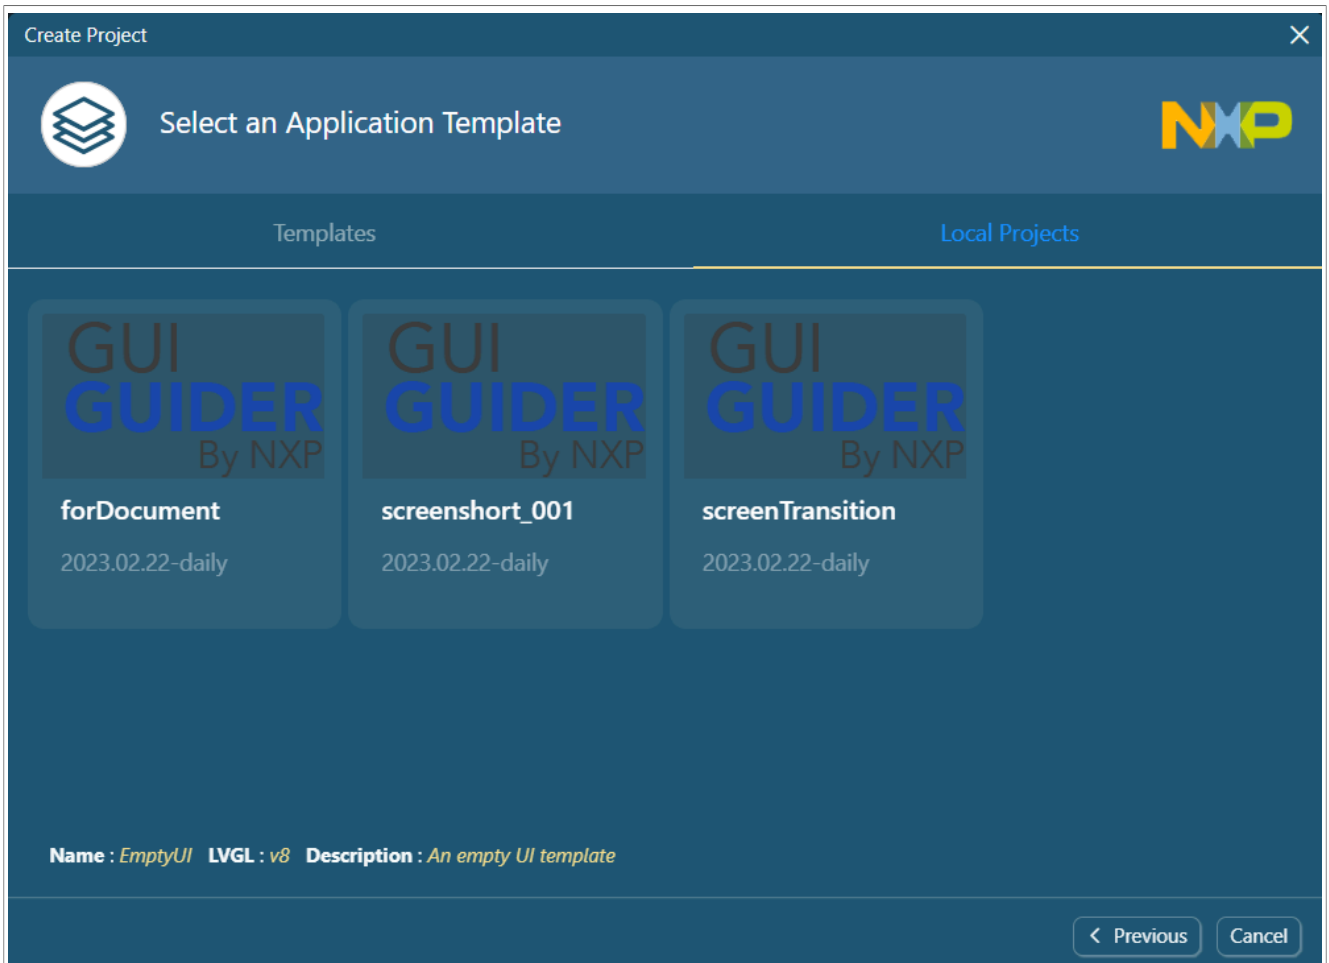 Create Project
Select an Application Template
NXP
Templates
Local Projects
GUI
GUIDER
By NXP
GUI
GUIDER
By NXP
GUI
GUIDER
By NXP
forDocument
screenshort_001
screenTransition
2023.02.22-daily
2023.02.22-daily
2023.02.22-daily
Name : EmptyUI LVGL : v8 Description : An empty UI template
Previous
Cancel